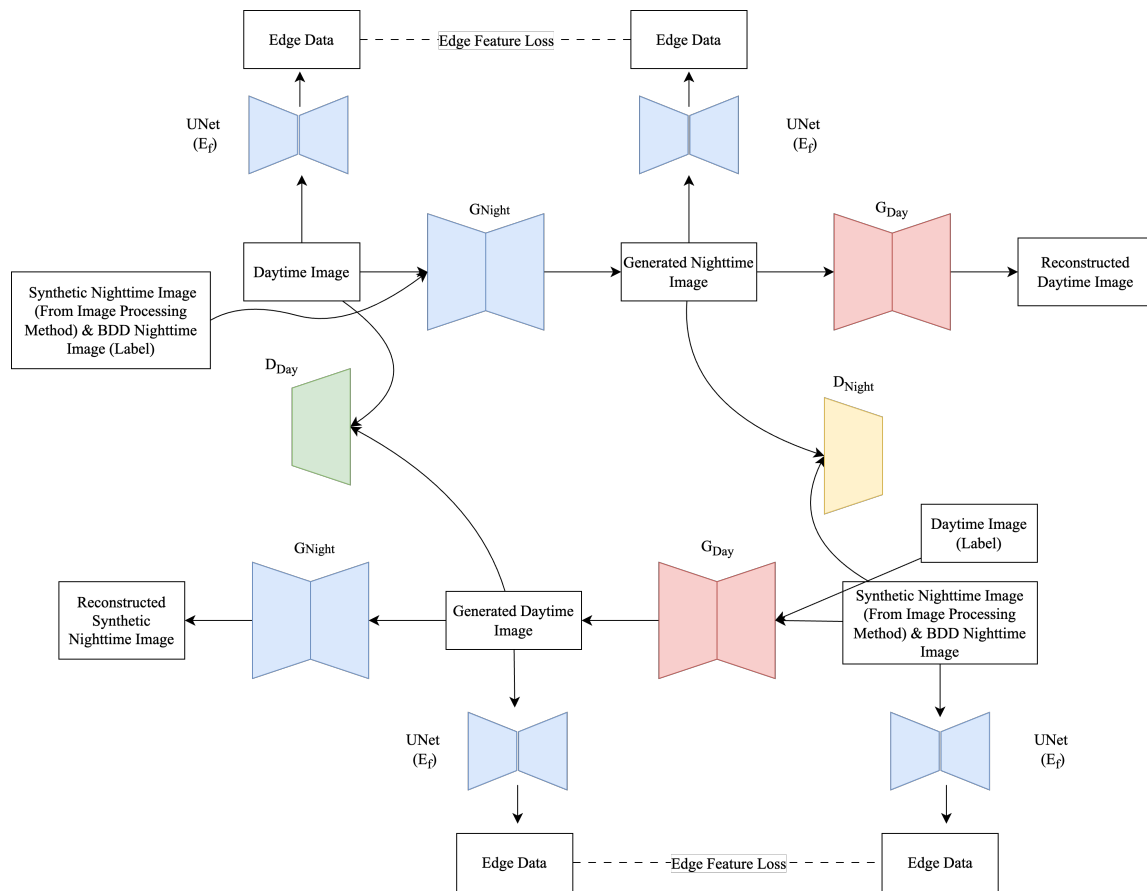 Edge Data
Edge Feature Loss
Edge Data
UNet
(Ef)
UNet
(Ef)
GNight
GDay
Daytime Image
Generated Nighttime
Image
Reconstructed
Daytime Image
Synthetic Nighttime Image
(From Image Processing
Method) & BDD Nighttime
Image (Label)
DDay
DNight
Daytime Image
(Label)
GNight
GDay
Reconstructed
Synthetic
Nighttime Image
Generated Daytime
Image
Synthetic Nighttime Image
(From Image Processing
Method) & BDD Nighttime
Image
UNet
(Ef)
UNet
(Ef)
Edge Data
Edge Feature Loss
Edge Data